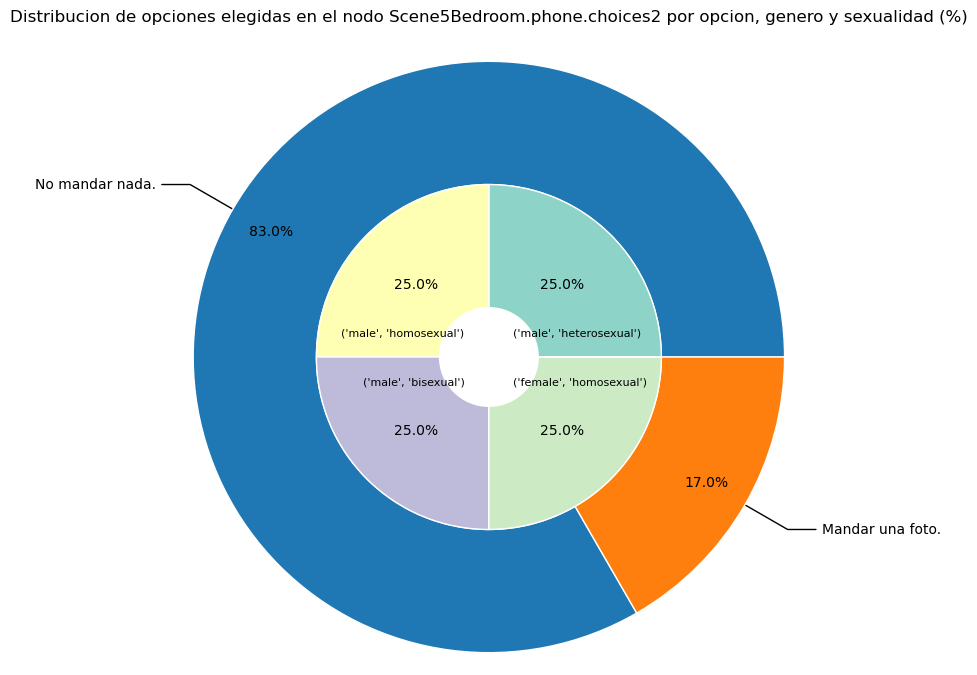 Distribucion de opciones elegidas en el nodo Scene5Bedroom.phone.choices2 por opcion, genero y sexualidad (%)
No mandar nada.
83.0%
25.0%
25.0%
('male', 'homosexual')
('male', 'heterosexual')
('male', 'bisexual')
('female', 'homosexual')
25.0%
25.0%
17.0%
Mandar una foto.